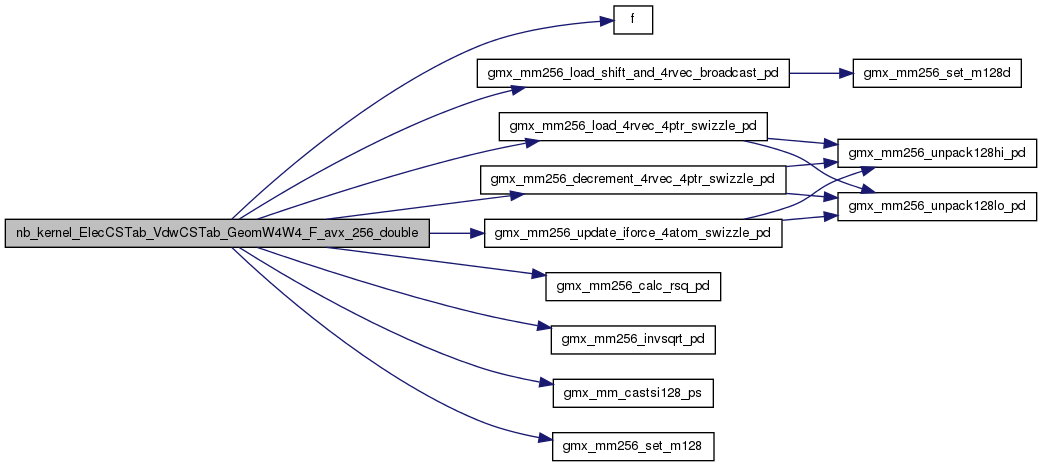 f
gmx_mm256_load_shift_and_4rvec_broadcast_pd
gmx_mm256_set_m128d
gmx_mm256_load_4rvec_4ptr_swizzle_pd
gmx_mm256_unpack128hi_pd
gmx_mm256_decrement_4rvec_4ptr_swizzle_pd
gmx_mm256_unpack128lo_pd
nb_kernel_ElecCSTab_VdwCSTab_GeomW4W4_F_avx_256_double
gmx_mm256_update_iforce_4atom_swizzle_pd
gmx_mm256_calc_rsq_pd
gmx_mm256_invsqrt_pd
gmx_mm_castsi128_ps
gmx_mm256_set_m128